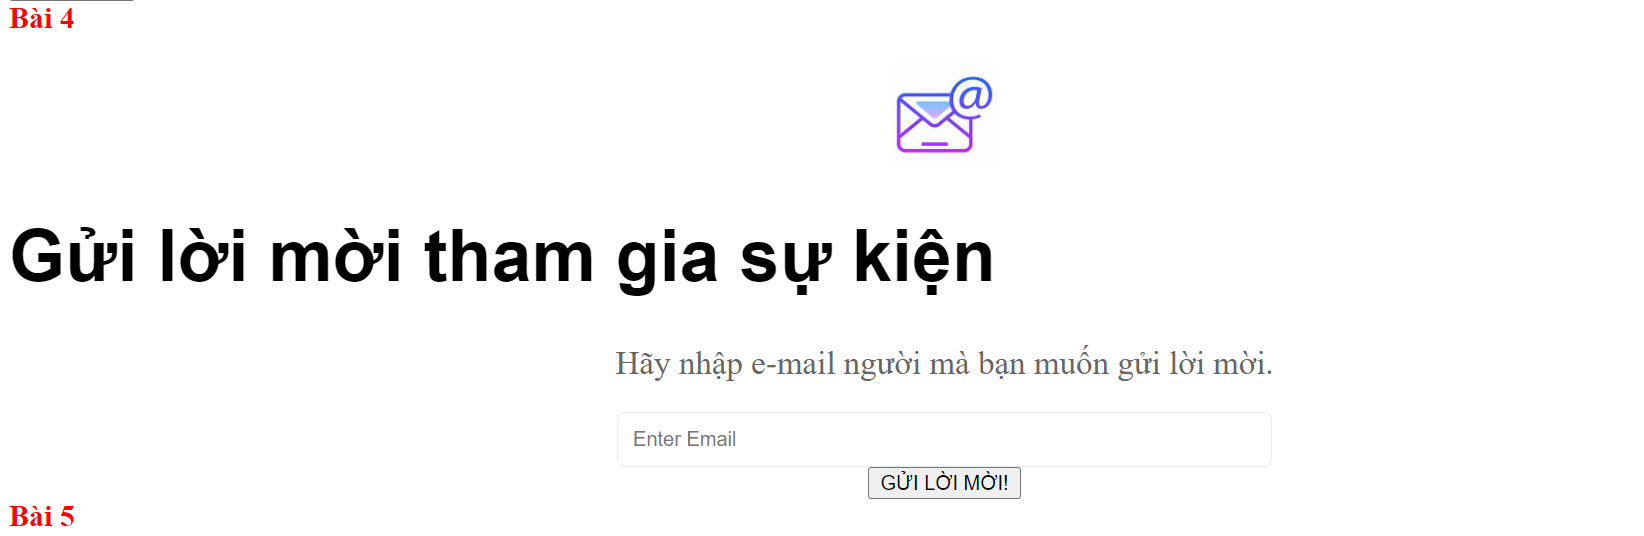 Bài 4
@
Gửi lời mời tham gia sự kiện
Hãy nhập e-mail người mà bạn muốn gửi lời mời.
Enter Email
GỬI LỜI MỜI!
Bài 5